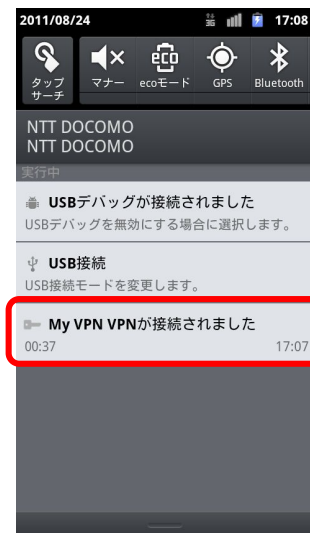 2011/08/24
3G
17:08
タップ
サーチ
マナー
ecoモード
GPS
Bluetooth
NTT DOCOMO
NTT DOCOMO
実行中
USBデバッグが接続されました
USBデバッグを無効にする場合に選択します。
USB接続
USB接続モードを変更します。
My VPN VPNが接続されました
00:37
17:07